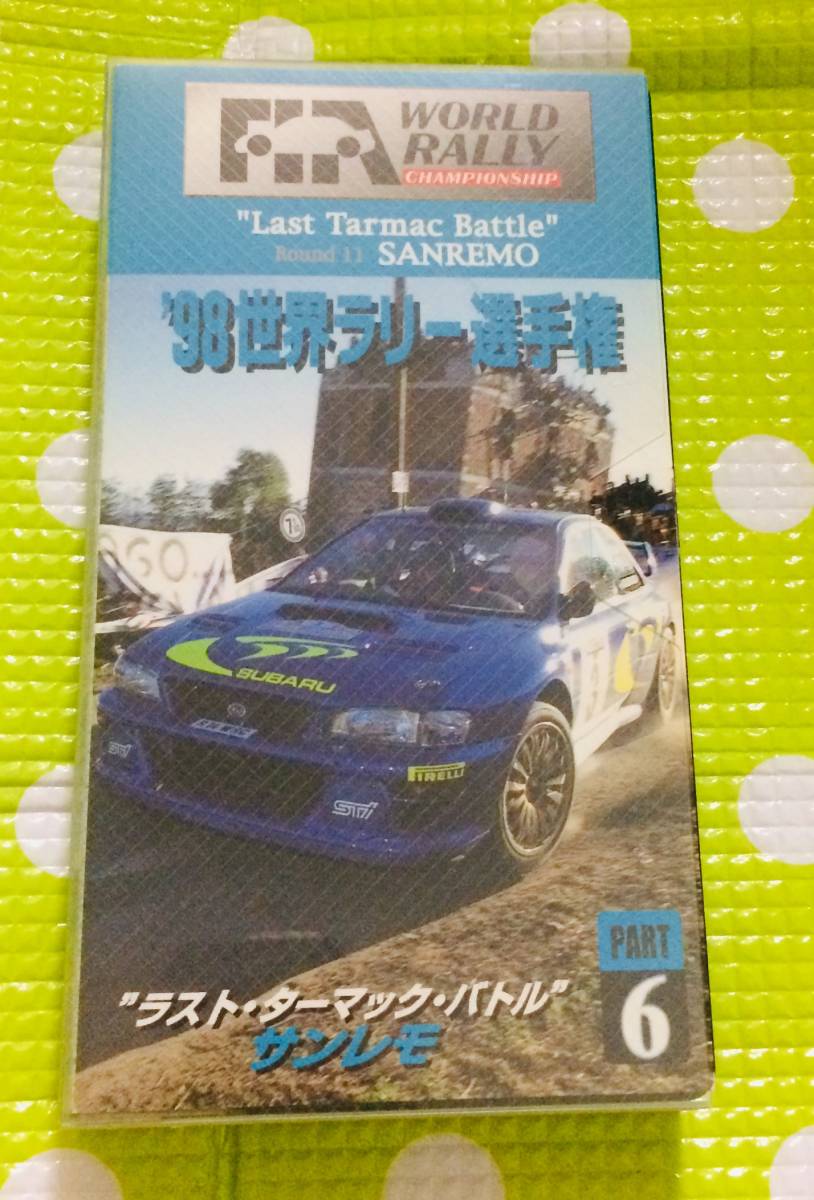 FIA WORLD
RALLY
CHAMPIONSHIP
"Last Tarmac Battle"
Round 11 SANREMO
'98世界ラリー選手権
OGO
SUBARU
PIRELLI
STi
STi
3
PART
6
"ラスト・ターマック・バトル"
サンレモ